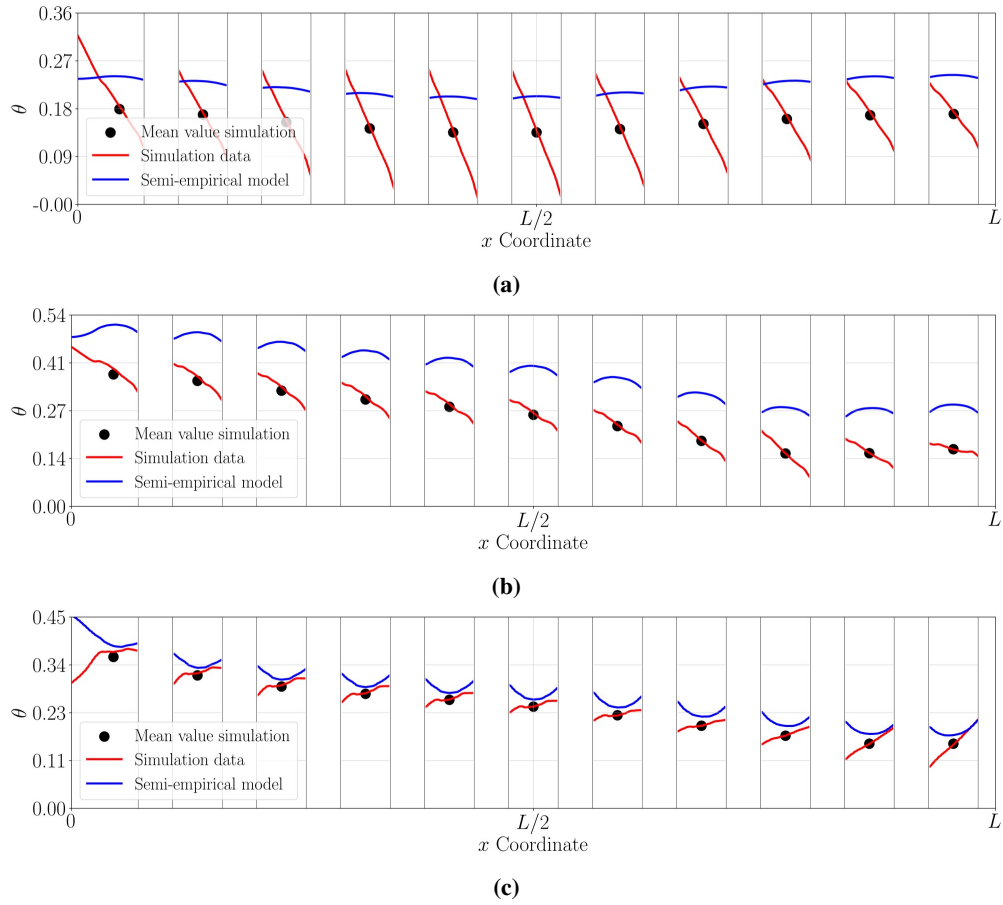 0.36
0.27
θ
0.18
Mean value simulation
Simulation data
0.09
Semi-empirical model
-0.00
0
L/2
L
x Coordinate
(a)
0.54
0.41
θ
0.27
Mean value simulation
0.14
Simulation data
Semi-empirical model
0.00
0
L/2
L
x Coordinate
(b)
0.45
0.34
θ
0.23
Mean value simulation
0.11
Simulation data
Semi-empirical model
0.00
0
L/2
L
x Coordinate
(c)